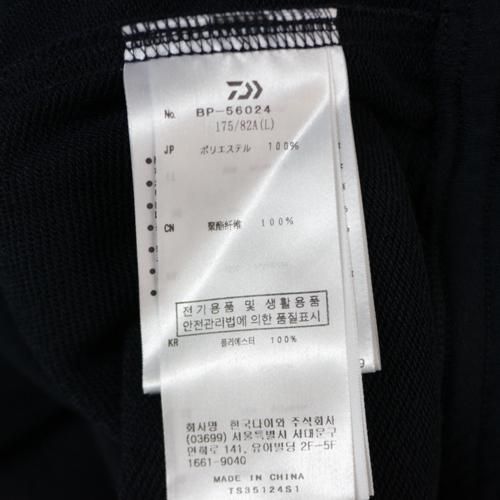 No. BP-56024
175/82A(L)
JP ポリエステル 100%
CN 聚酯纤维 100%
전기용품 및 생활용품
안전관리법에 의한 품질표시
KR 폴리에스터 100%
회사명 한국다이와 주식회사
(03699) 서울특별시 서대문구
연희로 141, 유아빌딩 2F-5F
1661-9040
MADE IN CHINA
TS35124S1